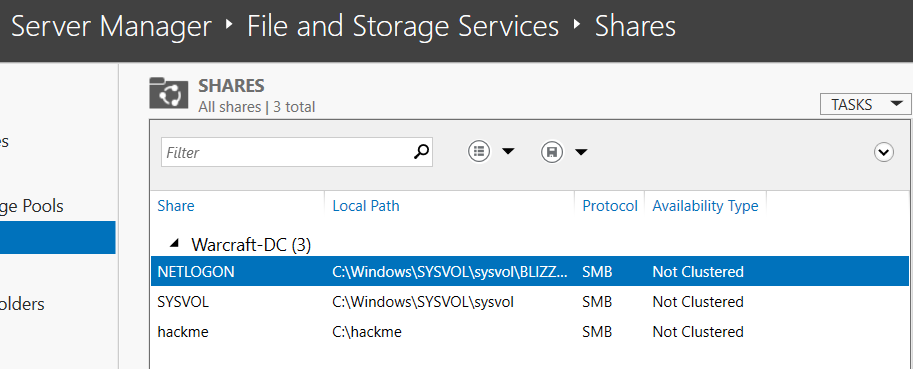 Server Manager ‣ File and Storage Services ‣ Shares
SHARES
All shares | 3 total
TASKS
Filter
es
ge Pools
olders
Share Local Path Protocol Availability Type
Warcraft-DC (3)
NETLOGON C:\Windows\SYSVOL\sysvol\BLIZZ... SMB Not Clustered
SYSVOL C:\Windows\SYSVOL\sysvol SMB Not Clustered
hackme C:\hackme SMB Not Clustered